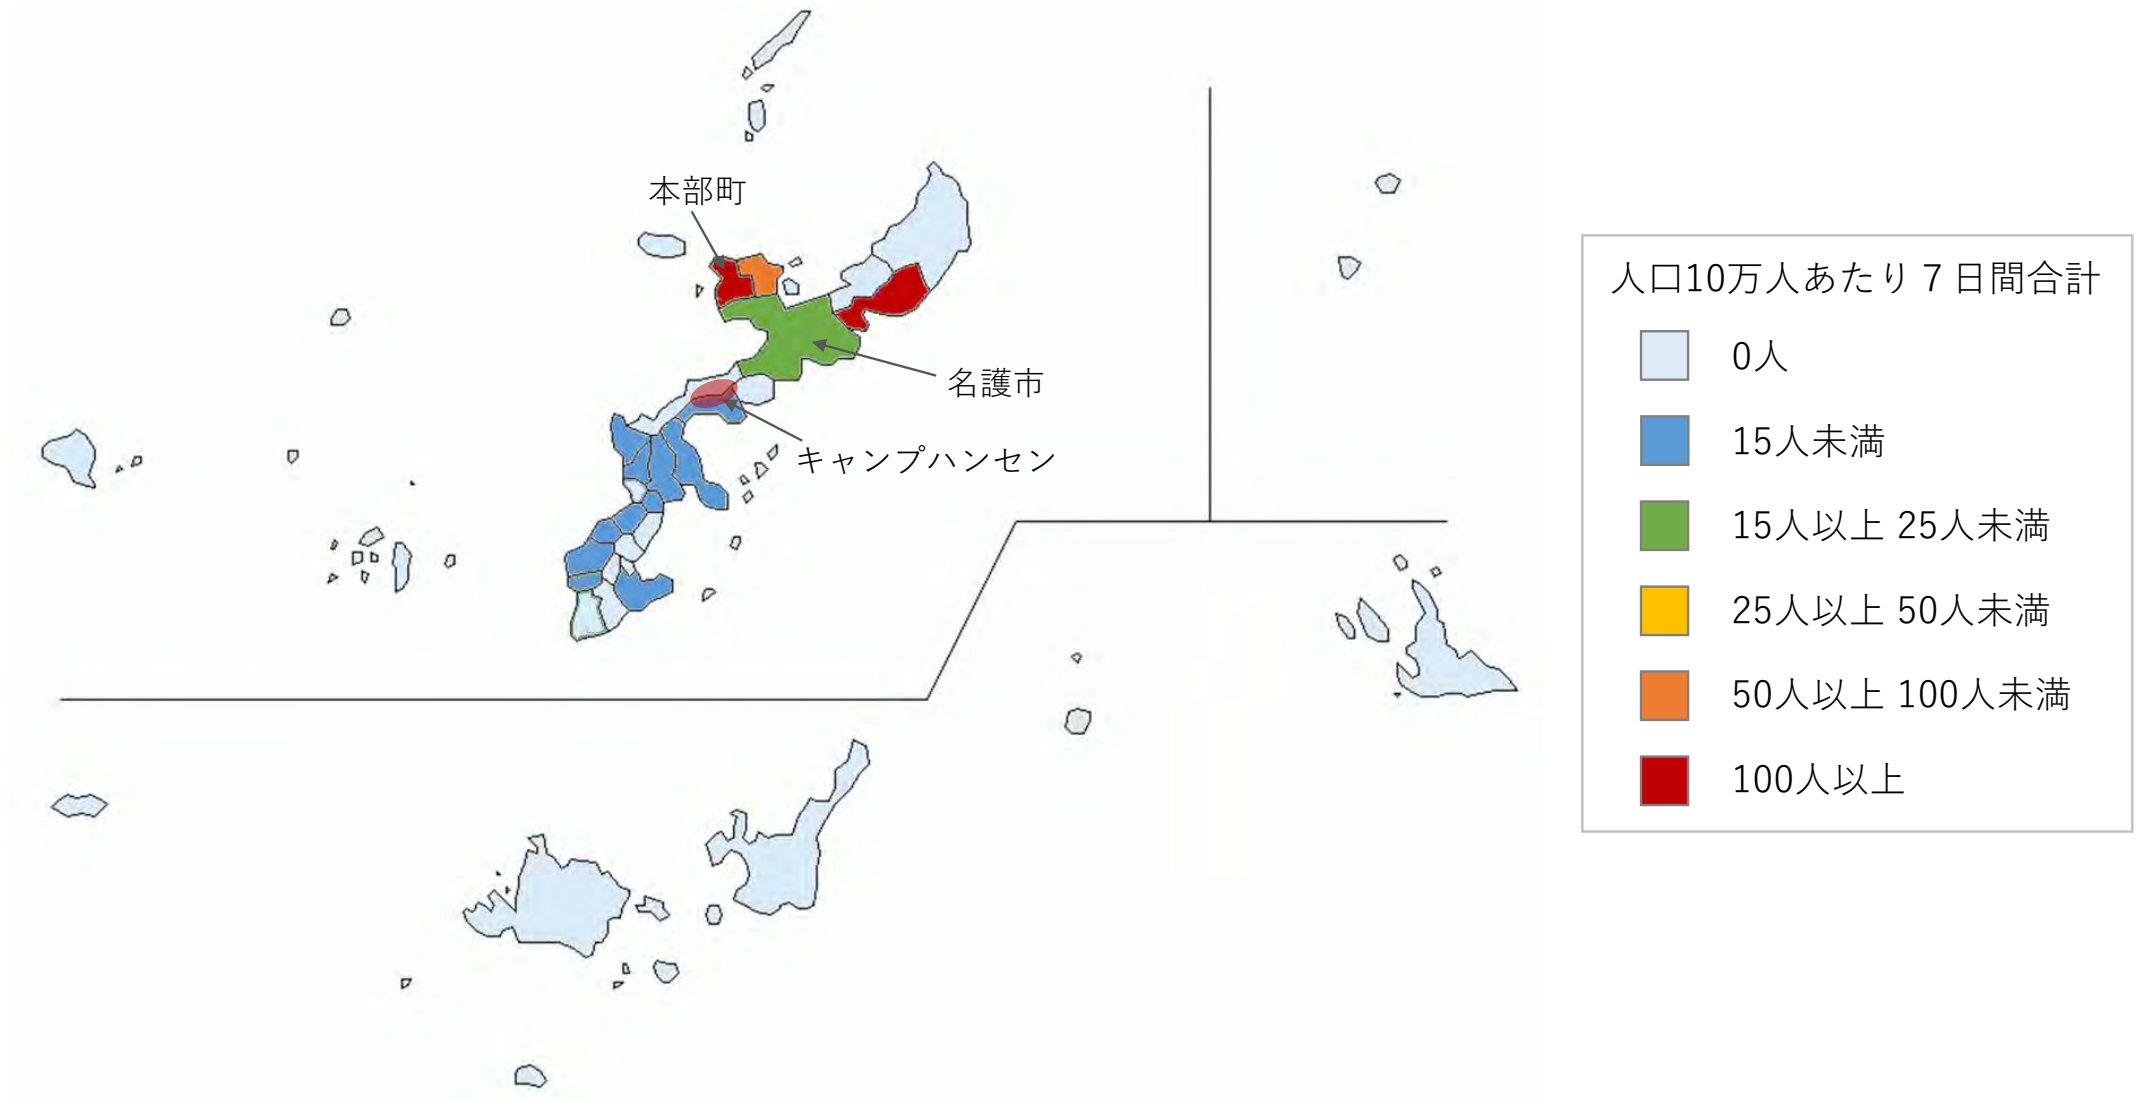 本部町
名護市
キャンプハンセン
人口10万人あたり７日間合計
0人
15人未満
15人以上 25人未満
25人以上 50人未満
50人以上 100人未満
100人以上